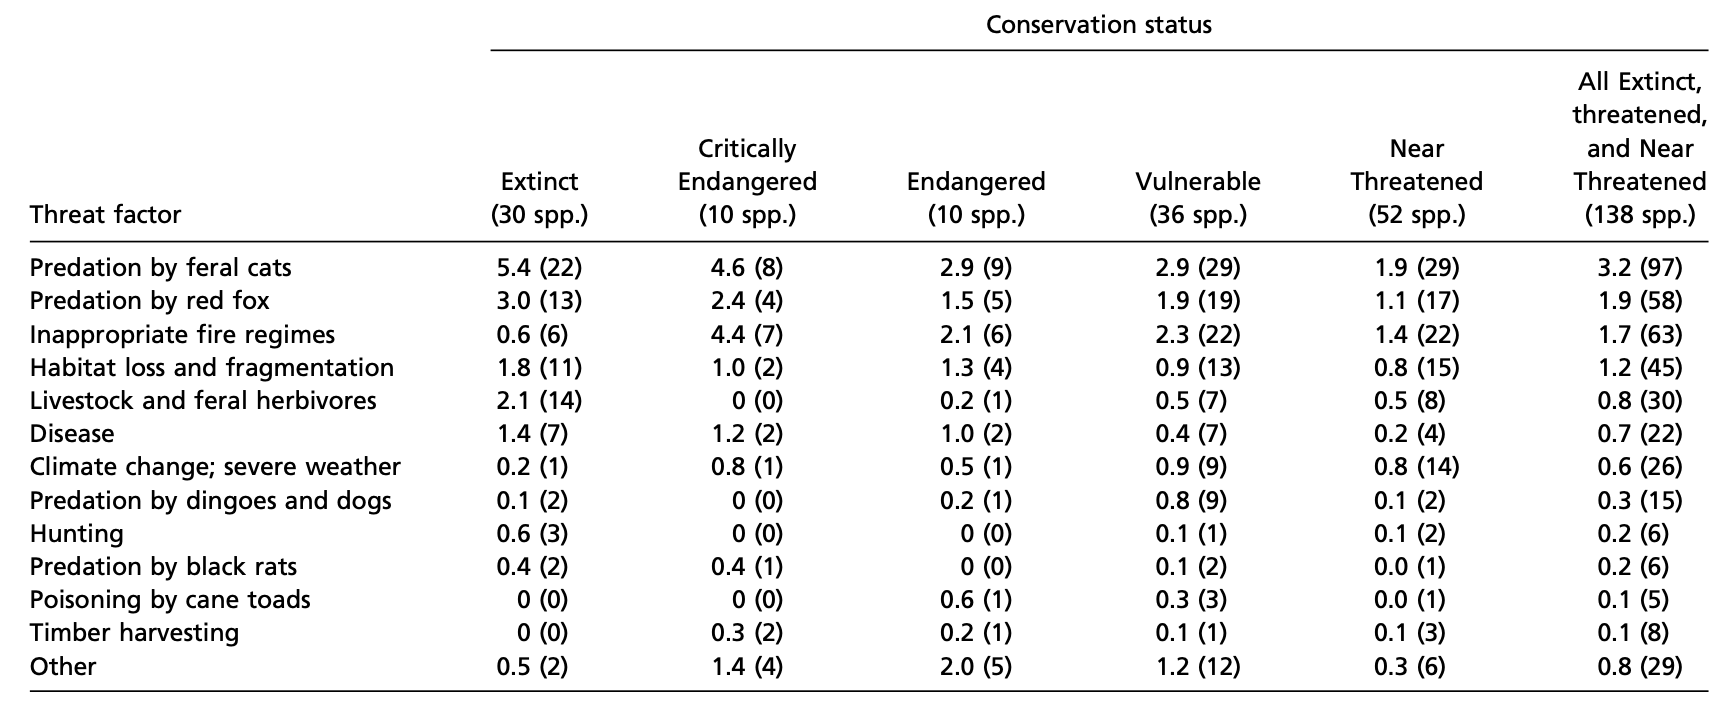 Conservation status
All Extinct,
threatened,
Critically Near and Near
Extinct Endangered Endangered Vulnerable Threatened Threatened
Threat factor (30 spp.) (10 spp.) (10 spp.) (36 spp.) (52 spp.) (138 spp.)
Predation by feral cats 5.4 (22) 4.6 (8) 2.9 (9) 2.9 (29) 1.9 (29) 3.2 (97)
Predation by red fox 3.0 (13) 2.4 (4) 1.5 (5) 1.9 (19) 1.1 (17) 1.9 (58)
Inappropriate fire regimes 0.6 (6) 4.4 (7) 2.1 (6) 2.3 (22) 1.4 (22) 1.7 (63)
Habitat loss and fragmentation 1.8 (11) 1.0 (2) 1.3 (4) 0.9 (13) 0.8 (15) 1.2 (45)
Livestock and feral herbivores 2.1 (14) 0 (0) 0.2 (1) 0.5 (7) 0.5 (8) 0.8 (30)
Disease 1.4 (7) 1.2 (2) 1.0 (2) 0.4 (7) 0.2 (4) 0.7 (22)
Climate change; severe weather 0.2 (1) 0.8 (1) 0.5 (1) 0.9 (9) 0.8 (14) 0.6 (26)
Predation by dingoes and dogs 0.1 (2) 0 (0) 0.2 (1) 0.8 (9) 0.1 (2) 0.3 (15)
Hunting 0.6 (3) 0 (0) 0 (0) 0.1 (1) 0.1 (2) 0.2 (6)
Predation by black rats 0.4 (2) 0.4 (1) 0 (0) 0.1 (2) 0.0 (1) 0.2 (6)
Poisoning by cane toads 0 (0) 0 (0) 0.6 (1) 0.3 (3) 0.0 (1) 0.1 (5)
Timber harvesting 0 (0) 0.3 (2) 0.2 (1) 0.1 (1) 0.1 (3) 0.1 (8)
Other 0.5 (2) 1.4 (4) 2.0 (5) 1.2 (12) 0.3 (6) 0.8 (29)